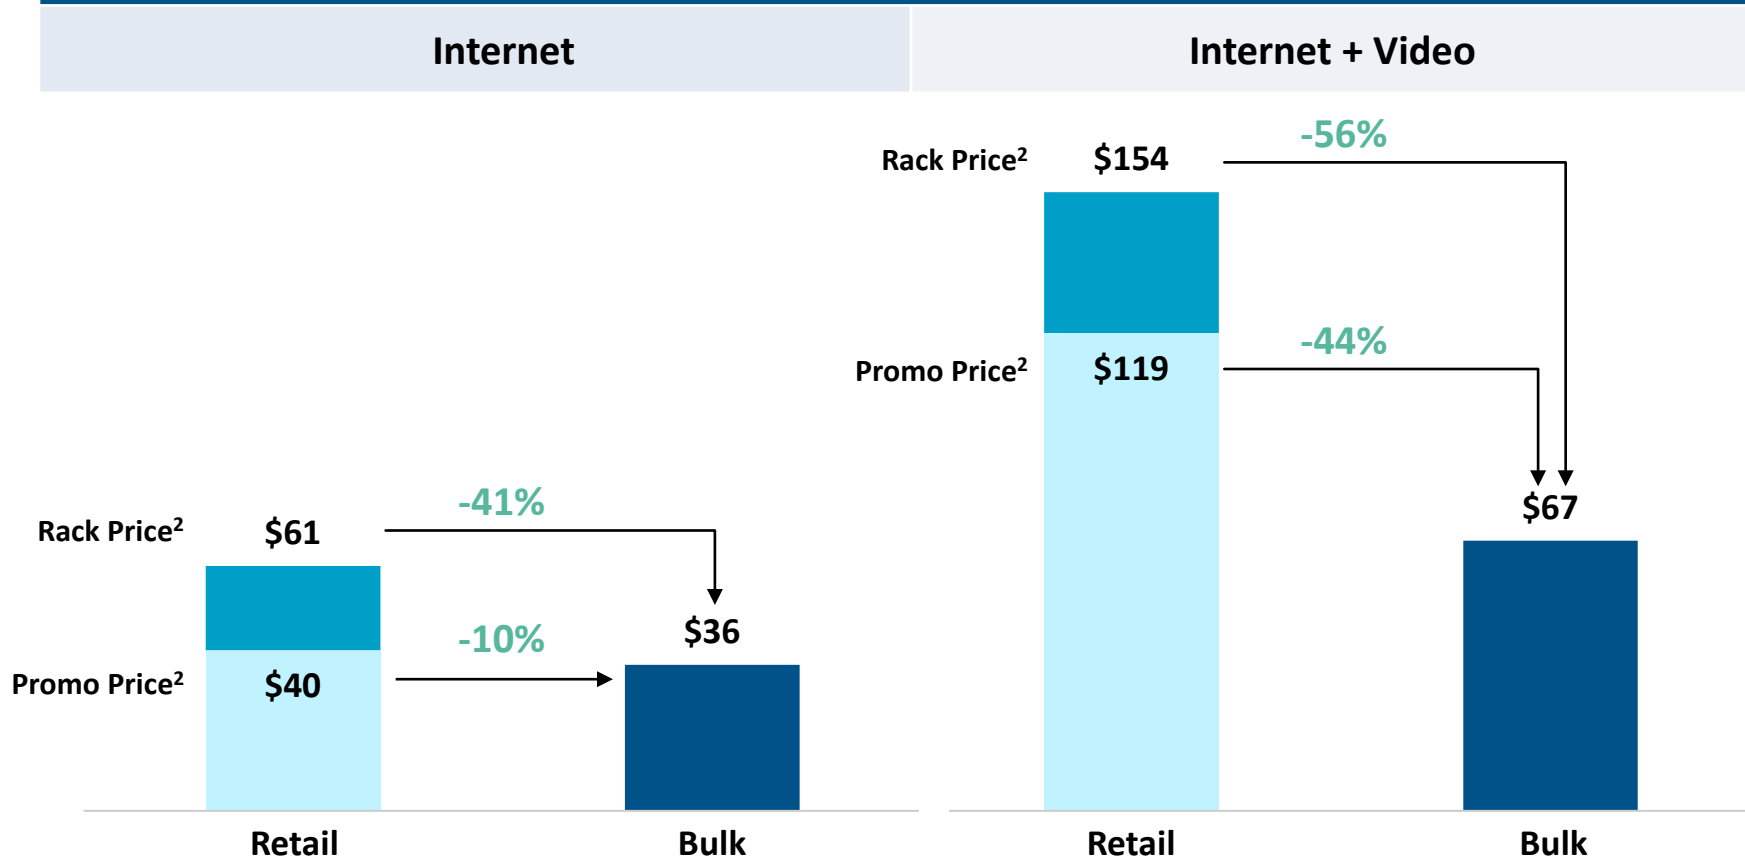 Internet
Internet + Video
-56%
Rack Price²
$154
-44%
Promo Price²
$119
$67
-41%
Rack Price²
$61
-10%
$36
Promo Price²
$40
Retail
Bulk
Retail
Bulk